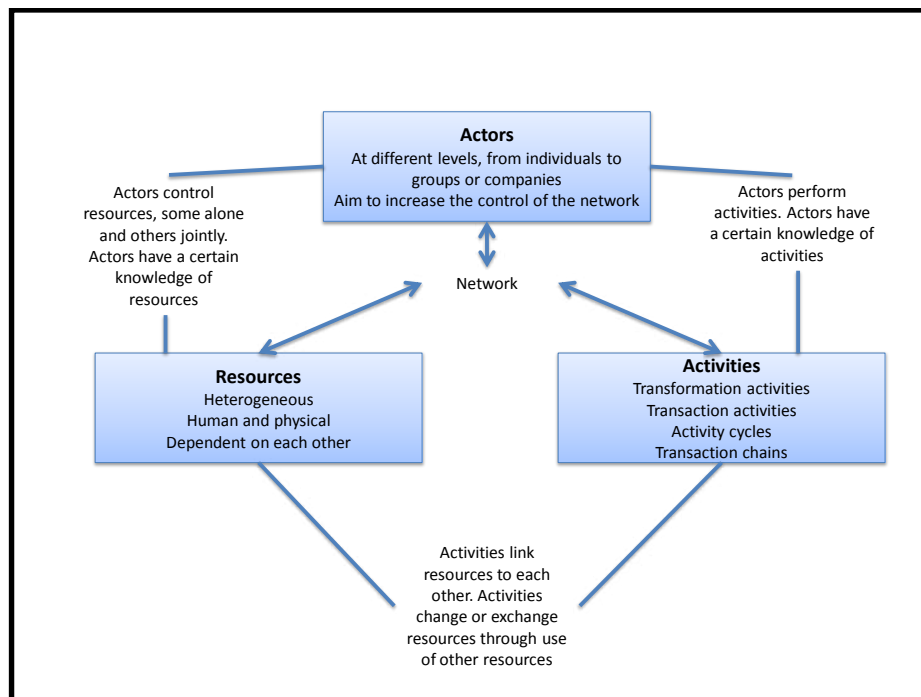 Actors
At different levels, from individuals to
groups or companies
Aim to increase the control of the network
Actors control
resources, some alone
and others jointly.
Actors have a certain
knowledge of
resources
Actors perform
activities. Actors have
a certain knowledge of
activities
Network
Resources
Heterogeneous
Human and physical
Dependent on each other
Activities
Transformation activities
Transaction activities
Activity cycles
Transaction chains
Activities link
resources to each
other. Activities
change or exchange
resources through use
of other resources